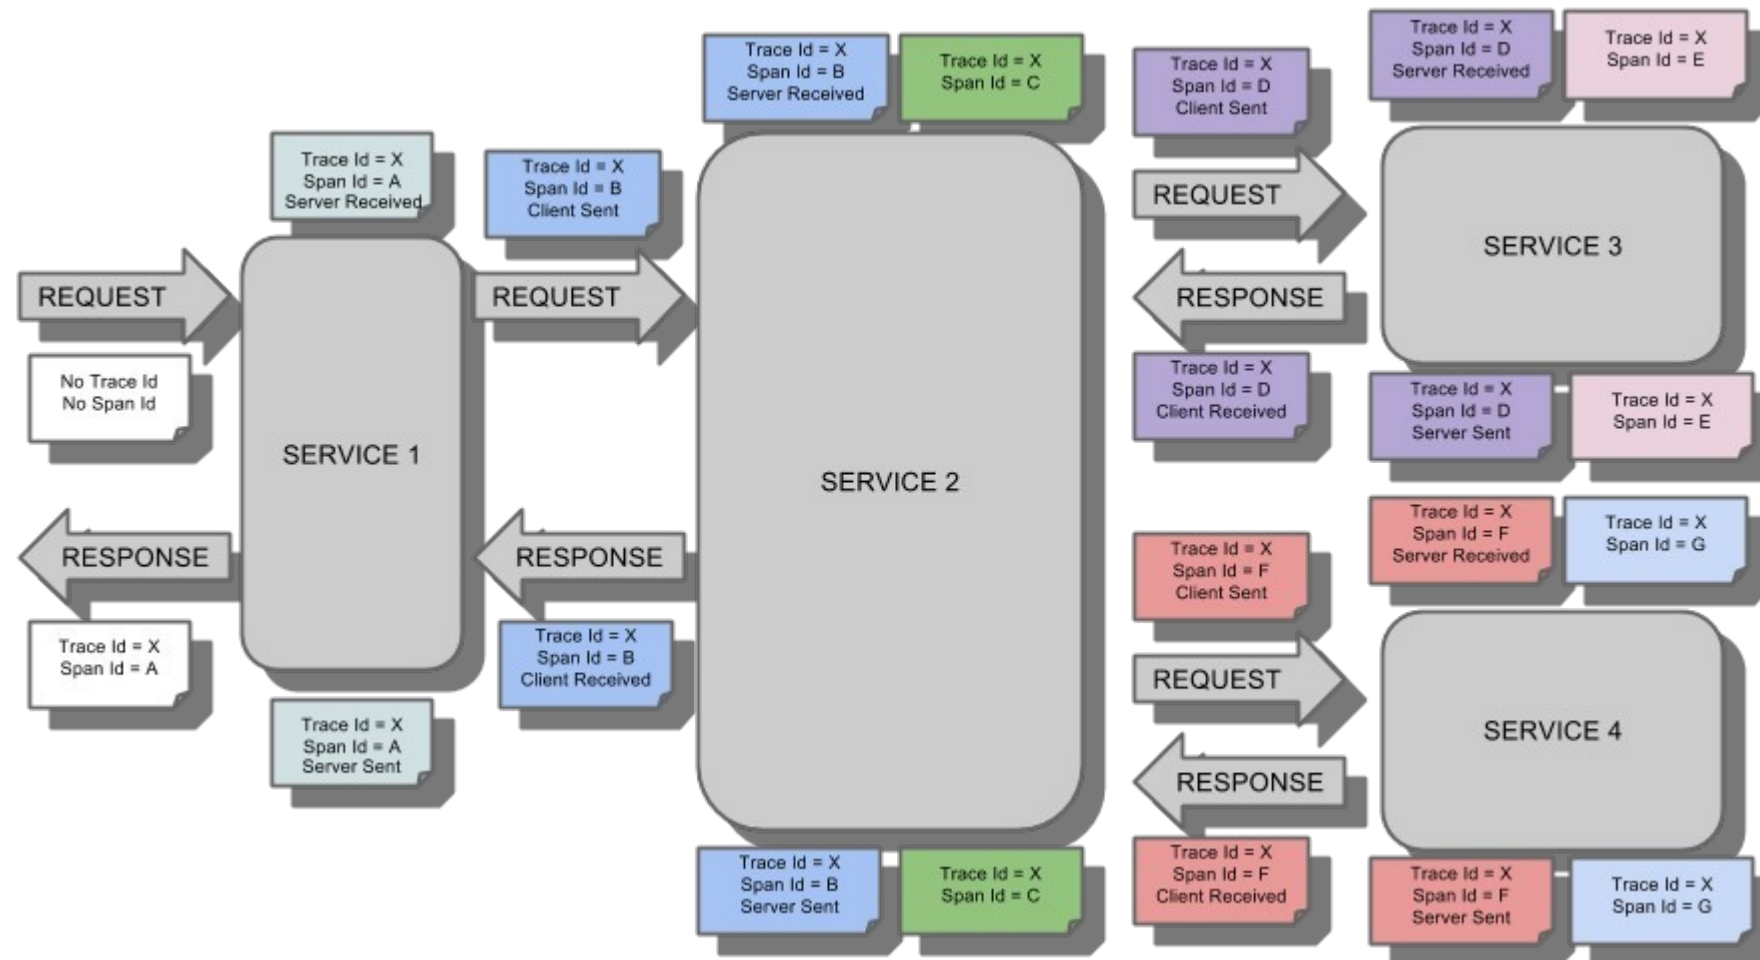 Trace Id = X
Span Id = A
Server Received
REQUEST
No Trace Id
No Span Id
SERVICE 1
RESPONSE
Trace Id = X
Span Id = A
Trace Id = X
Span Id = A
Server Sent
Trace Id = X
Span Id = B
Client Sent
REQUEST
RESPONSE
Trace Id = X
Span Id = B
Client Received
Trace Id = X
Span Id = B
Server Received
Trace Id = X
Span Id = C
SERVICE 2
Trace Id = X
Span Id = B
Server Sent
Trace Id = X
Span Id = C
Trace Id = X
Span Id = D
Client Sent
REQUEST
RESPONSE
Trace Id = X
Span Id = D
Client Received
Trace Id = X
Span Id = D
Server Received
Trace Id = X
Span Id = E
SERVICE 3
Trace Id = X
Span Id = D
Server Sent
Trace Id = X
Span Id = E
Trace Id = X
Span Id = F
Client Sent
REQUEST
RESPONSE
Trace Id = X
Span Id = F
Client Received
Trace Id = X
Span Id = F
Server Received
Trace Id = X
Span Id = G
SERVICE 4
Trace Id = X
Span Id = F
Server Sent
Trace Id = X
Span Id = G